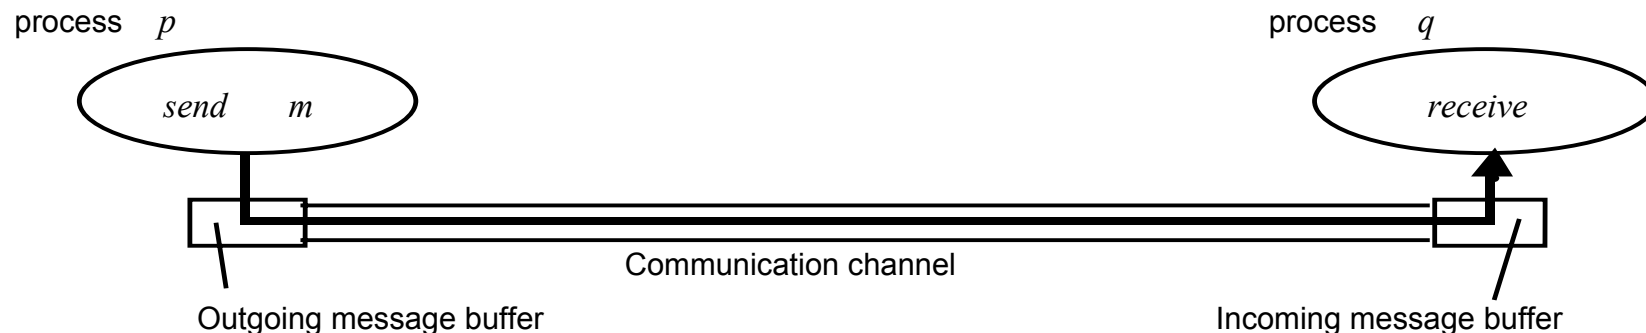 process p
process q
send m
receive
Communication channel
Outgoing message buffer
Incoming message buffer